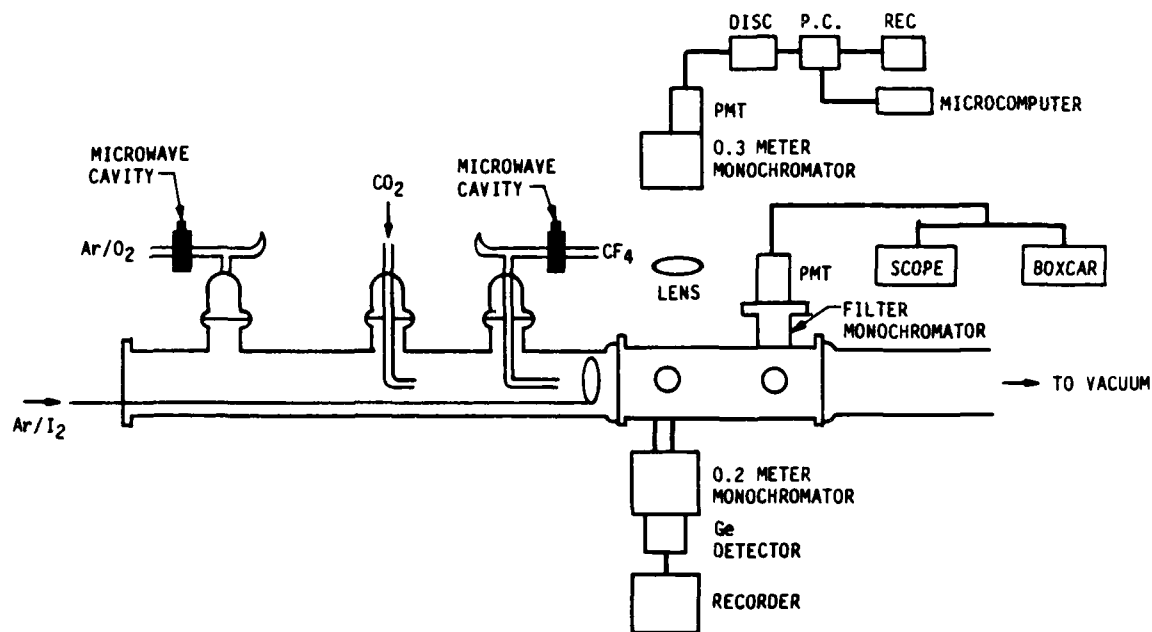 DISC P.C. REC
MICROCOMPUTER
PMT
0.3 METER
MONOCHROMATOR
MICROWAVE
CAVITY
CO2
MICROWAVE
CAVITY
Ar/O2
CF4
LENS
PMT
SCOPE
BOXCAR
FILTER
MONOCHROMATOR
TO VACUUM
Ar/I2
0.2 METER
MONOCHROMATOR
Ge
DETECTOR
RECORDER